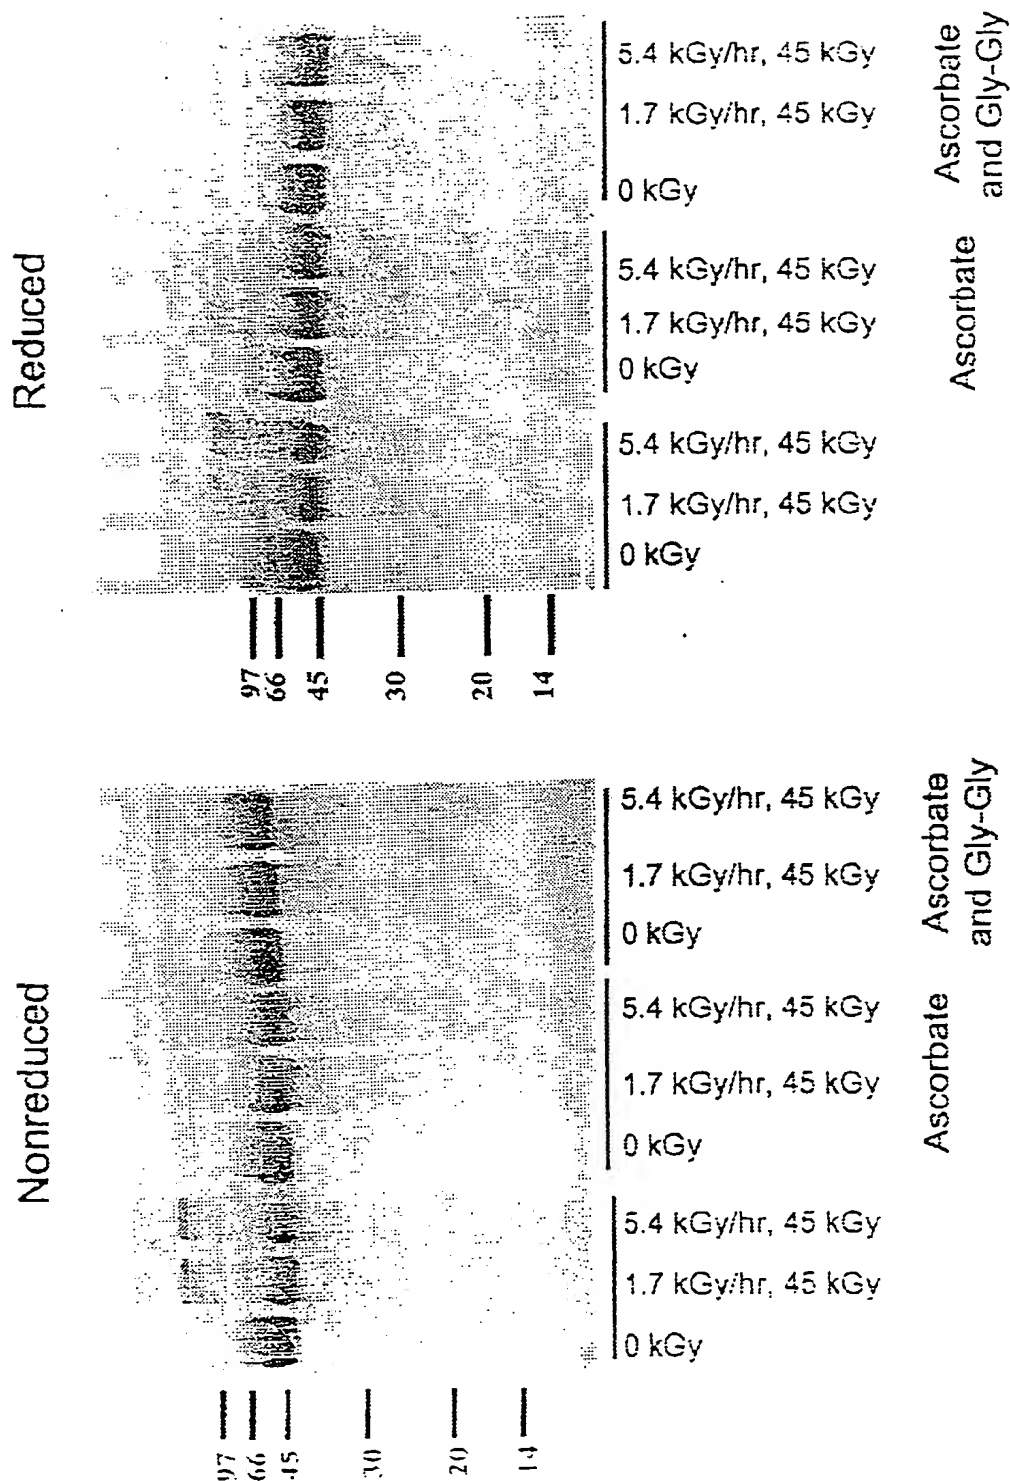 Reduced
5.4 kGy/hr, 45 kGy
1.7 kGy/hr, 45 kGy
0 kGy
Ascorbate
and Gly-Gly
5.4 kGy/hr, 45 kGy
1.7 kGy/hr, 45 kGy
0 kGy
Ascorbate
5.4 kGy/hr, 45 kGy
1.7 kGy/hr, 45 kGy
0 kGy
97
66
45
30
20
14
Nonreduced
5.4 kGy/hr, 45 kGy
1.7 kGy/hr, 45 kGy
0 kGy
Ascorbate
and Gly-Gly
5.4 kGy/hr, 45 kGy
1.7 kGy/hr, 45 kGy
0 kGy
Ascorbate
5.4 kGy/hr, 45 kGy
1.7 kGy/hr, 45 kGy
0 kGy
97
66
45
30
20
14